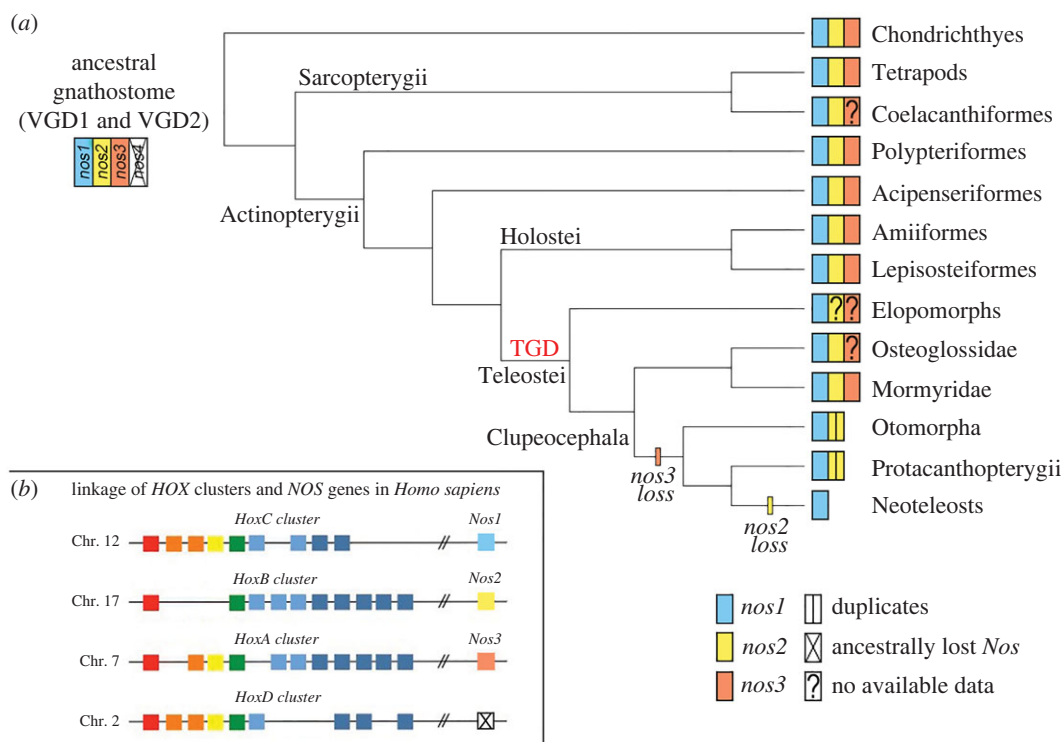 (a)
ancestral
gnathostome
(VGD1 and VGD2)
nos1 nos2 nos3 nos4
Sarcopterygii
Actinopterygii
Holostei
TGD
Teleostei
Clupeocephala
nos3
loss
nos2
loss
Chondrichthyes
Tetrapods
? Coelacanthiformes
Polypteriformes
Acipenseriformes
Amiiformes
Lepisosteiformes
? ? Elopomorphs
? Osteoglossidae
Mormyridae
Otomorpha
Protacanthopterygii
Neoteleosts
(b) linkage of HOX clusters and NOS genes in Homo sapiens
HoxC cluster Nos1
Chr. 12 //
HoxB cluster Nos2
Chr. 17 //
HoxA cluster Nos3
Chr. 7 //
HoxD cluster
Chr. 2 //
nos1 duplicates
nos2 ancestrally lost Nos
nos3 ? no available data